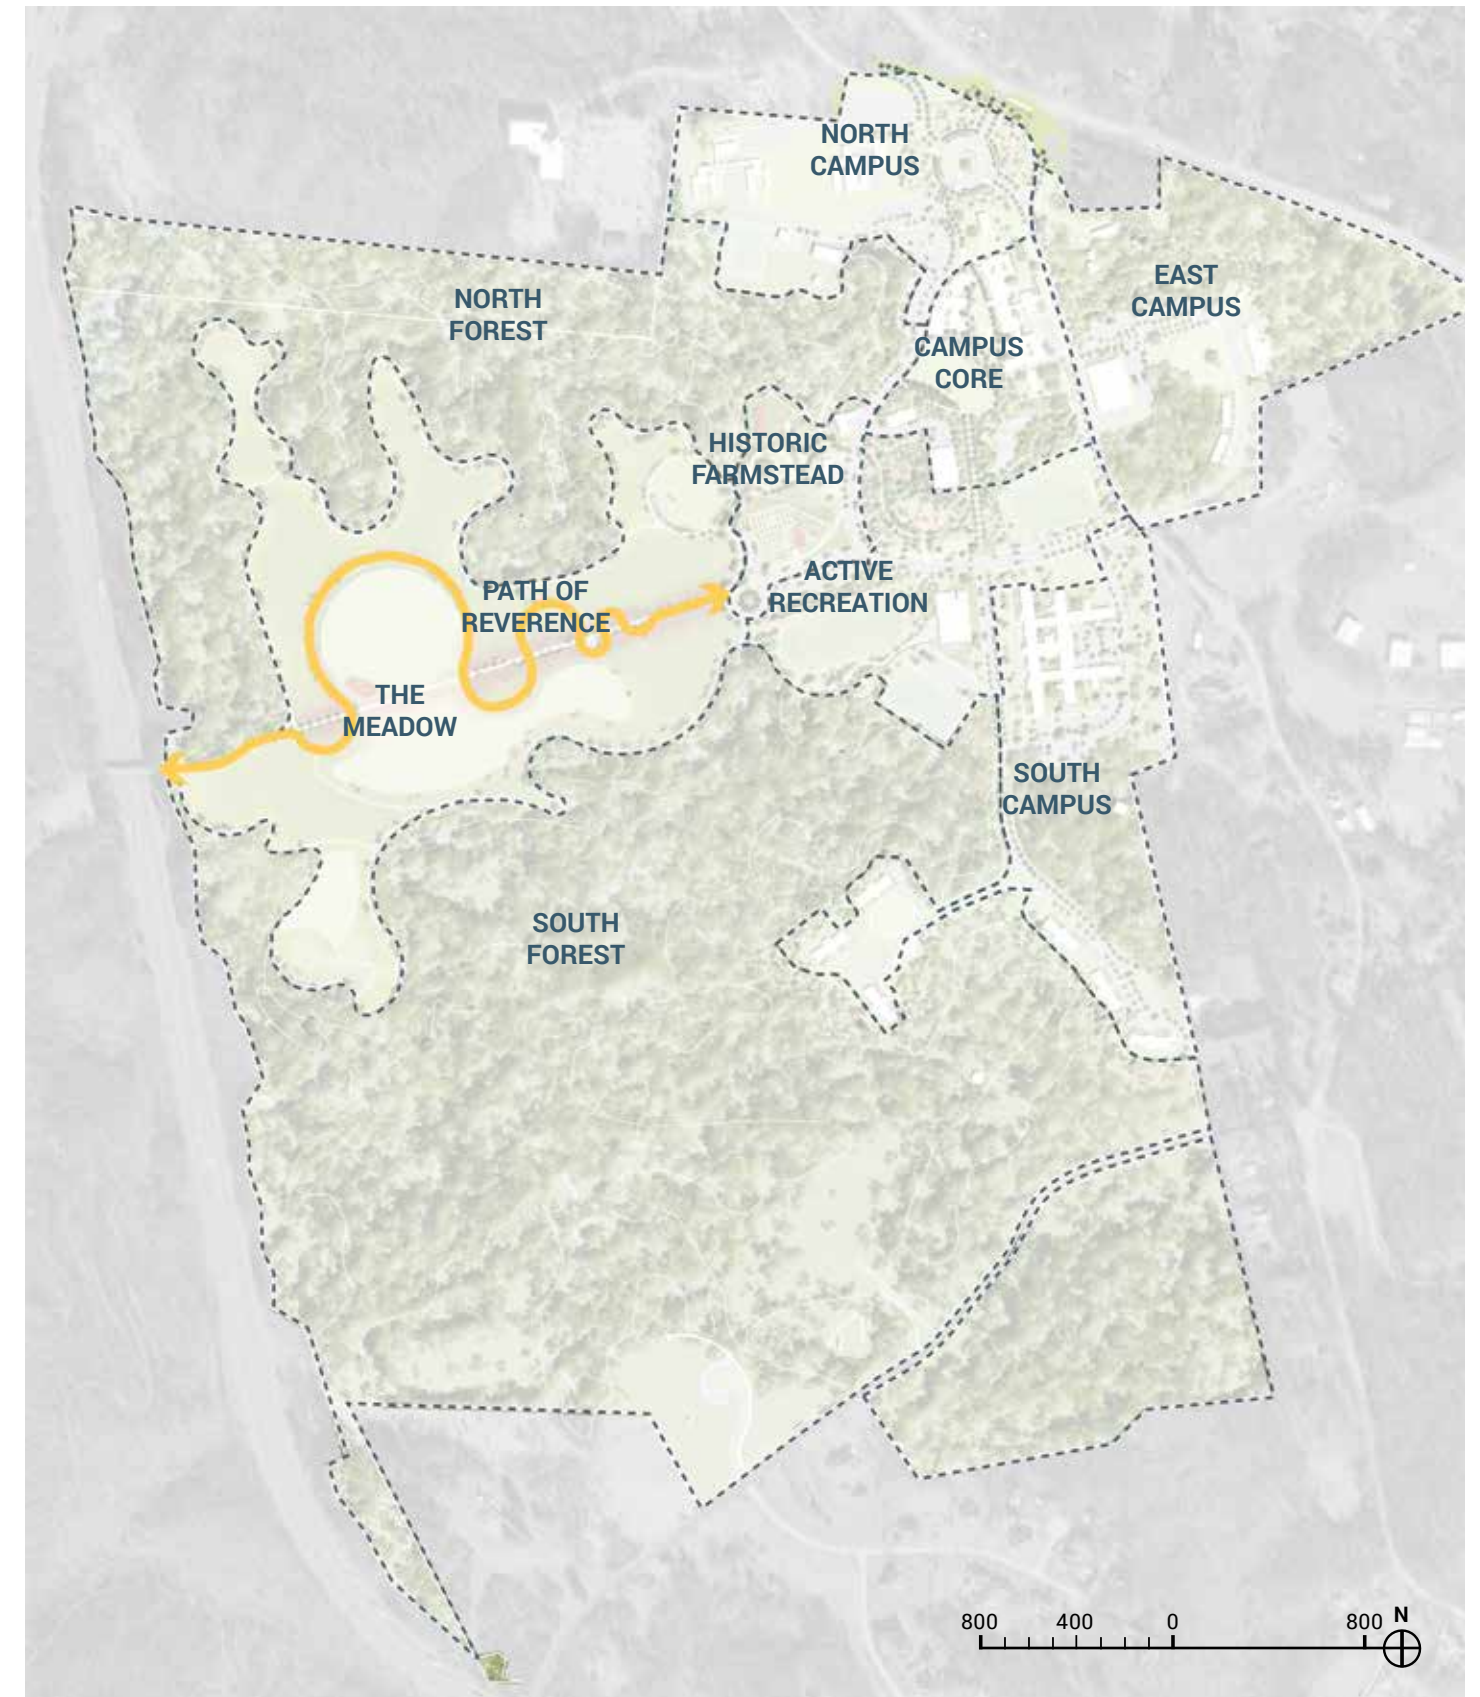 NORTH
CAMPUS
EAST
CAMPUS
NORTH
FOREST
CAMPUS
CORE
HISTORIC
FARMSTEAD
PATH OF
REVERENCE
ACTIVE
RECREATION
THE
MEADOW
SOUTH
CAMPUS
SOUTH
FOREST
800 400 0 800 N